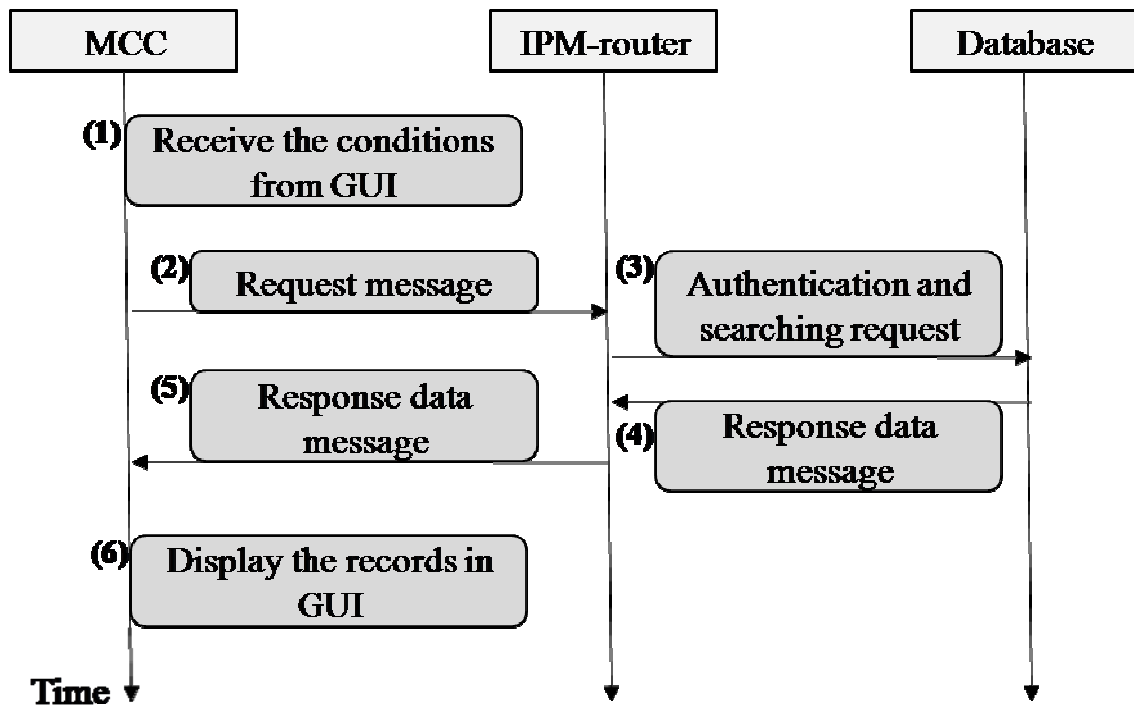 MCC
IPM-router
Database
(1)
Receive the conditions
from GUI
(2)
Request message
(3)
Authentication and
searching request
(5)
Response data
message
(4)
Response data
message
(6)
Display the records in
GUI
Time